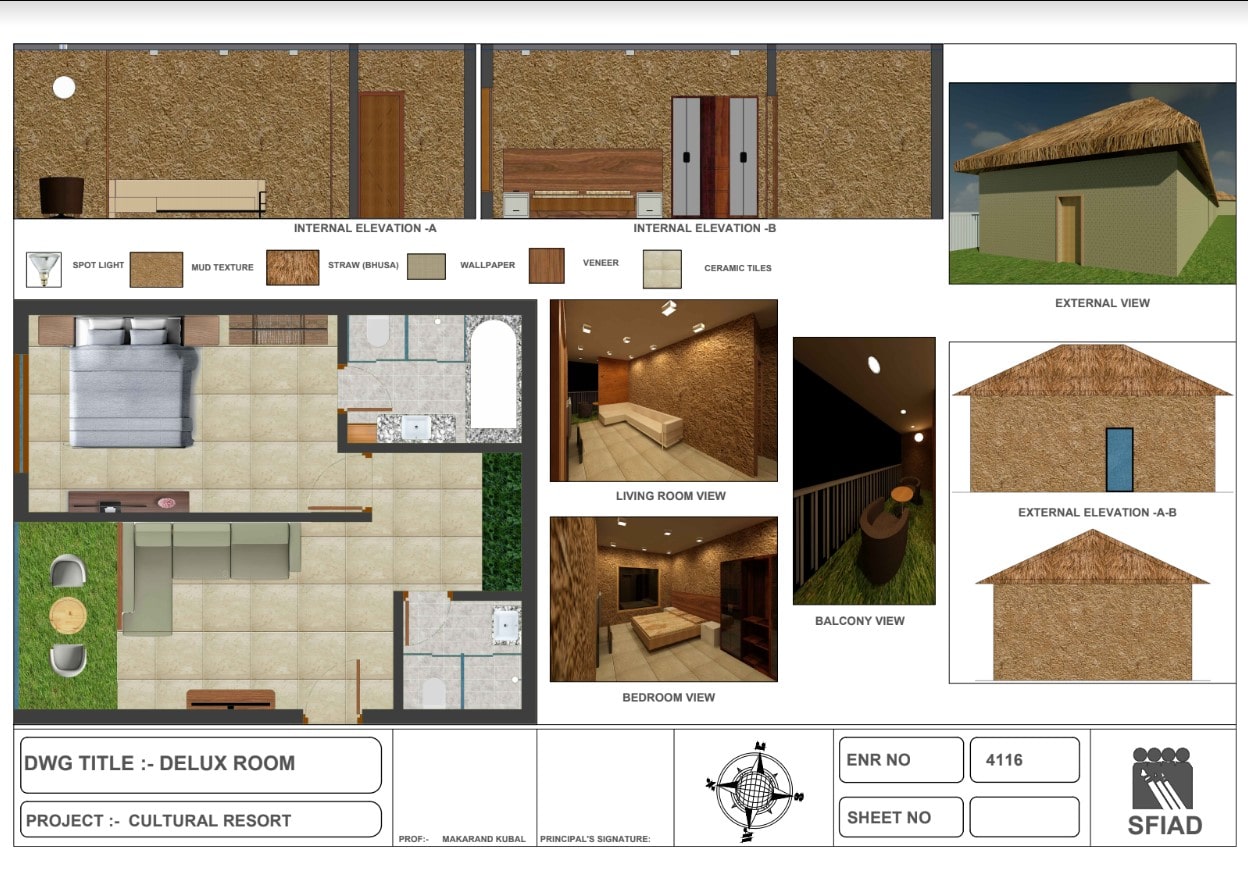 INTERNAL ELEVATION -A
INTERNAL ELEVATION -B
SPOT LIGHT
MUD TEXTURE
STRAW (BHUSA)
WALLPAPER
VENEER
CERAMIC TILES
EXTERNAL VIEW
LIVING ROOM VIEW
EXTERNAL ELEVATION -A-B
BALCONY VIEW
BEDROOM VIEW
DWG TITLE :- DELUX ROOM
PROJECT :- CULTURAL RESORT
PROF:- MAKARAND KUBAL
PRINCIPAL'S SIGNATURE:
ENR NO
4116
SHEET NO
SFIAD